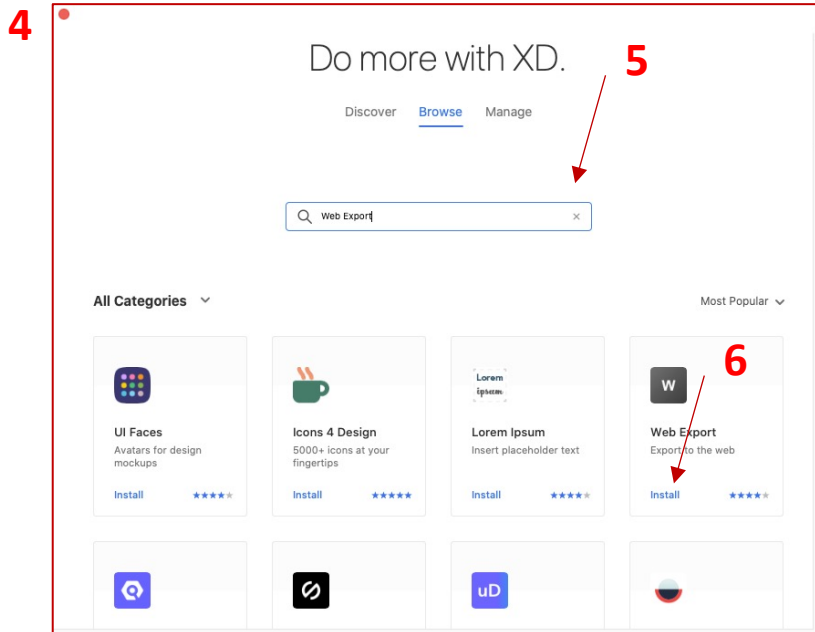 4
Do more with XD.
5
Discover Browse Manage
Web Export
All Categories
Most Popular
6
Lorem
ipsum
W
UI Faces
Icons 4 Design
Lorem Ipsum
Web Export
Avatars for design
mockups
5000+ icons at your
fingertips
Insert placeholder text
Export to the web
Install
Install
Install
Install
uD